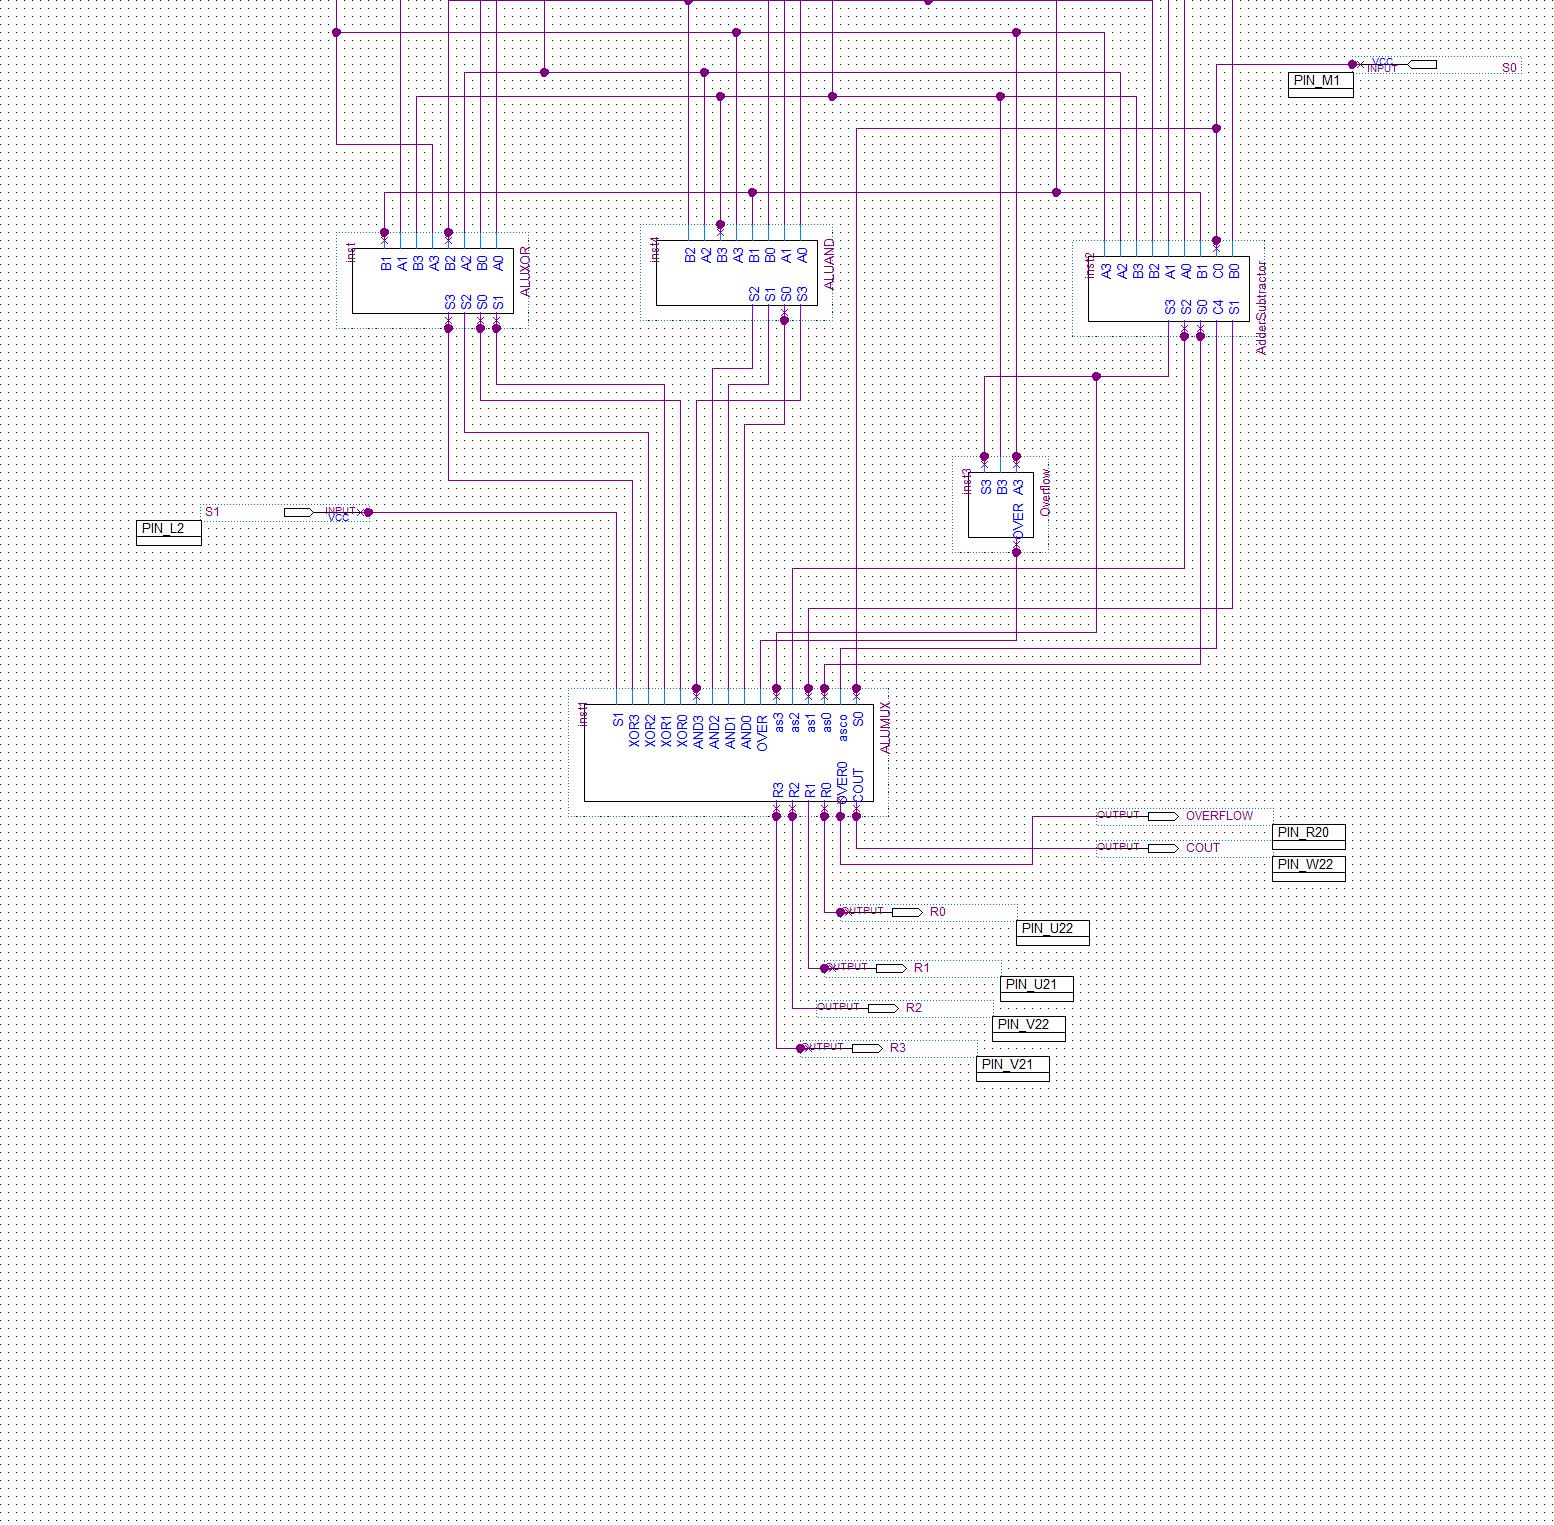 VCC
INPUT
S0
PIN_M1
inst
B1 A1 B3 A3 B2 A2 B0 A0
S3 S2 S0 S1
ALUXOR
inst4
B2 A2 B3 A3 B1 B0 A1 A0
S2 S1 S0 S3
ALUAND
inst2
A3 A2 B3 B2 A1 A0 B1 C0 B0
S3 S2 S0 C4 S1
AdderSubtractor
inst3
S3 B3 A3
OVER
Overflow
S1
INPUT
VCC
PIN_L2
inst1
S1 XOR3 XOR2 XOR1 XOR0 AND3 AND2 AND1 AND0 OVER as3 as2 as1 as0 asco S0
R3 R2 R1 R0 OVER0 COUT
ALUMUX
OUTPUT OVERFLOW
PIN_R20
OUTPUT COUT
PIN_W22
OUTPUT R0
PIN_U22
OUTPUT R1
PIN_U21
OUTPUT R2
PIN_V22
OUTPUT R3
PIN_V21